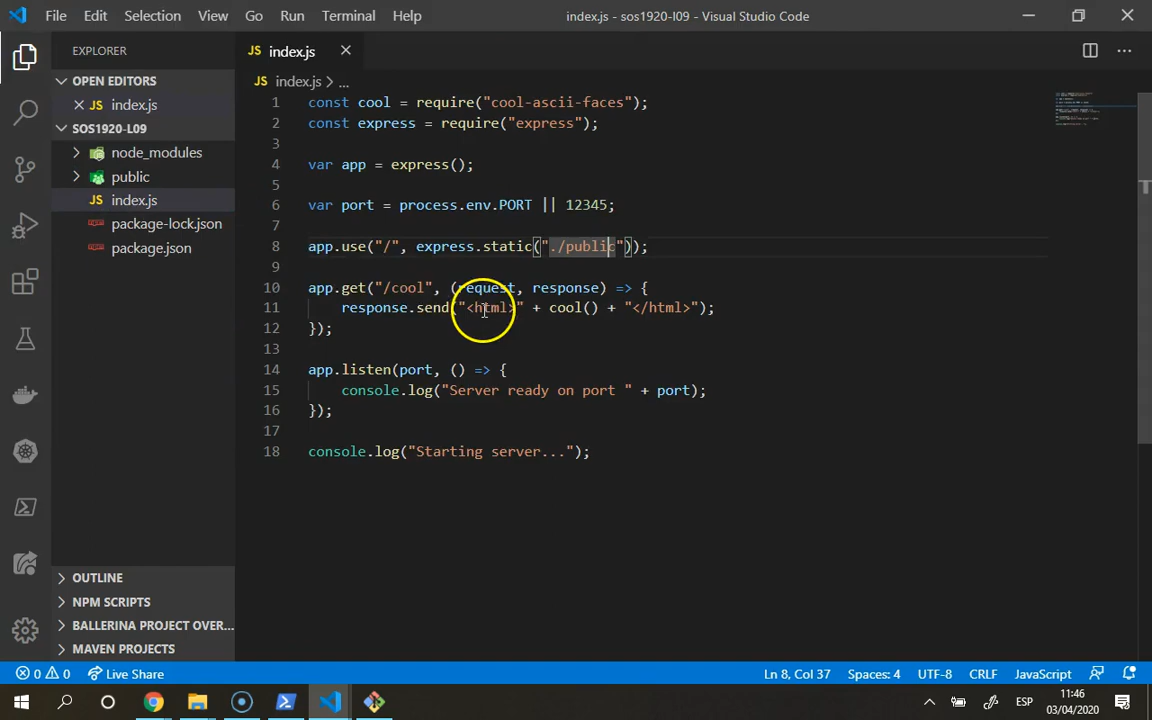 File Edit Selection View Go Run Terminal Help index.js - sos1920-l09 - Visual Studio Code
EXPLORER
OPEN EDITORS
JS index.js
SOS1920-L09
node_modules
public
JS index.js
package-lock.json
package.json
OUTLINE
NPM SCRIPTS
BALLERINA PROJECT OVER...
MAVEN PROJECTS
JS index.js
JS index.js > ...
1 const cool = require("cool-ascii-faces");
2 const express = require("express");
3
4 var app = express();
5
6 var port = process.env.PORT || 12345;
7
8 app.use("/", express.static("./public"));
9
10 app.get("/cool", (request, response) => {
11 response.send("<html>" + cool() + "</html>");
12 });
13
14 app.listen(port, () => {
15 console.log("Server ready on port " + port);
16 });
17
18 console.log("Starting server...");
0 0 Live Share Ln 8, Col 37 Spaces: 4 UTF-8 CRLF JavaScript
ESP 11:46
03/04/2020